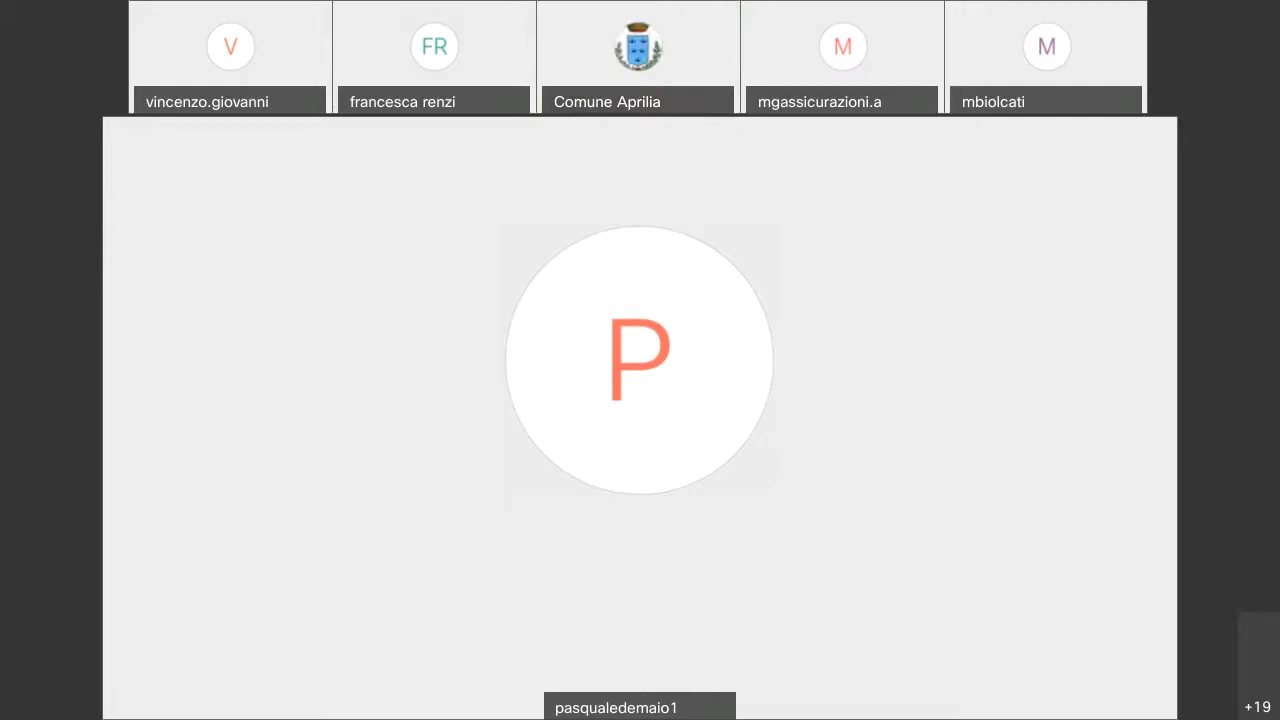 V
FR
M
M
vincenzo.giovanni
francesca renzi
Comune Aprilia
mgassicurazioni.a
mbiolcati
P
pasqualedemaio1
+19